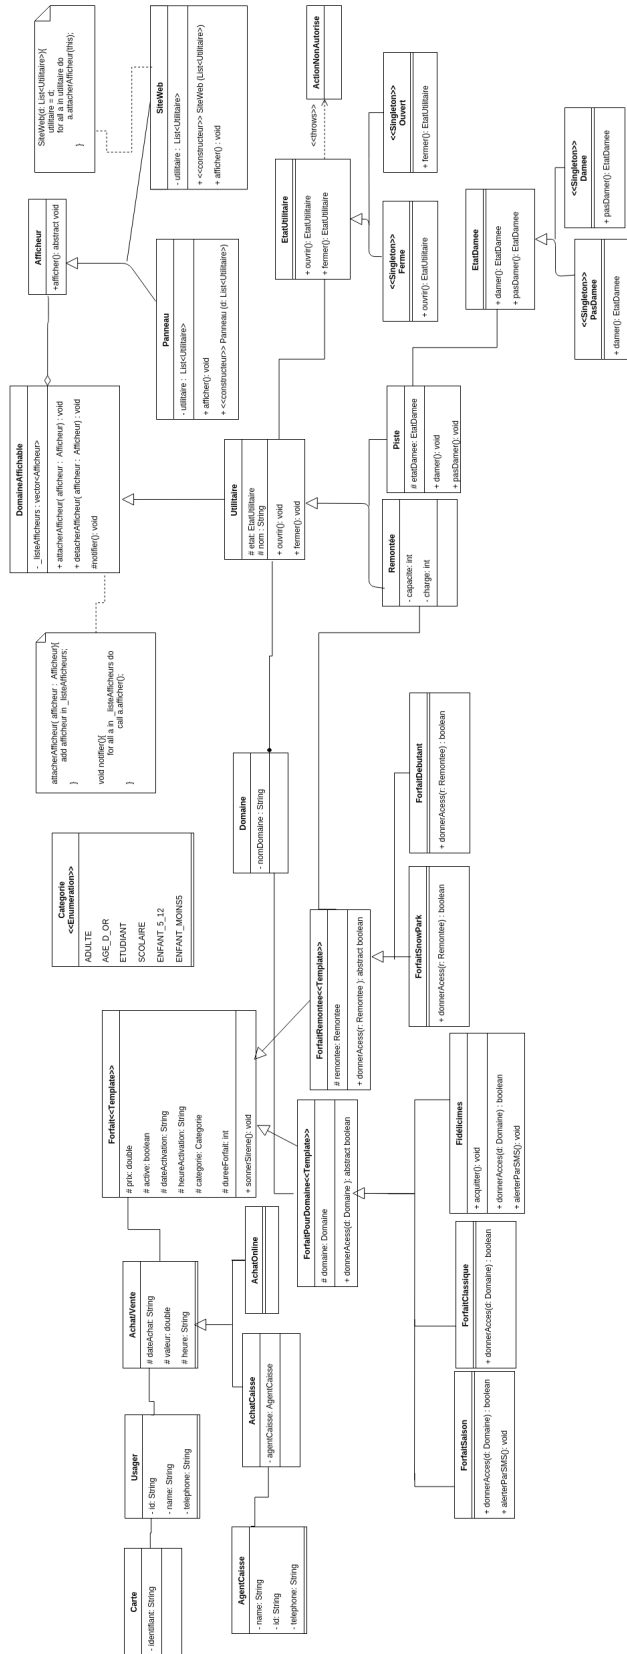 SiteWeb(d: List<Utilitaire>){
utilitaire = d;
for all a in utilitaire do
a.attacherAfficheur(this);
}
SiteWeb
- utilitaire : List<Utilitaire>
+ <<constructeur>> SiteWeb (List<Utilitaire>)
+ afficher() : void
ActionNonAutorise
<<throws>>
<<Singleton>>
Ouvert
+ fermer(): EtatUtilitaire
Afficheur
+afficher(): abstract void
Panneau
- utilitaire : List<Utilitaire>
+ afficher(): void
+ <<constructeur>> Panneau (d: List<Utilitaire>)
EtatUtilitaire
+ ouvrir(): EtatUtilitaire
+ fermer(): EtatUtilitaire
<<Singleton>>
Ferme
+ ouvrir(): EtatUtilitaire
EtatDamee
+ damer(): EtatDamee
+ pasDamer(): EtatDamee
<<Singleton>>
Damee
+ pasDamer(): EtatDamee
<<Singleton>>
PasDamee
+ damer(): EtatDamee
DomaineAffichable
- _listeAfficheurs : vector<Afficheur>
+ attacherAfficheur( afficheur : Afficheur) : void
+ detacherAfficheur( afficheur : Afficheur) : void
#notifier(): void
Utilitaire
# etat: EtatUtilitaire
# nom : String
+ ouvrir(): void
+ fermer(): void
Piste
# etatDamee: EtatDamee
+ damer(): void
+ pasDamer(): void
Remontée
- capacite: int
- charge: int
attacherAfficheur( afficheur : Afficheur){
add afficheur in _listeAfficheurs;
}
void notifier(){
for all a in _listeAfficheurs do
call a.afficher();
}
Domaine
- nomDomaine : String
Categorie
<<Enumeration>>
ADULTE
AGE_D_OR
ETUDIANT
SCOLAIRE
ENFANT_5_12
ENFANT_MOINS5
ForfaitDebutant
+ donnerAcess(r: Remontee) : boolean
ForfaitSnowPark
+ donnerAcess(r: Remontee) : boolean
ForfaitRemontee<<Template>>
# remontee: Remontee
+ donnerAcess(r: Remontee ): abstract boolean
Forfait<<Template>>
# prix: double
# active: boolean
# dateActivation: String
# heureActivation: String
# categorie: Categorie
# dureeForfait: int
+ sonnerSirene(): void
ForfaitPourDomaine<<Template>>
# domaine: Domaine
+ donnerAcess(d: Domaine ): abstract boolean
Fidélicimes
+ acquitter(): void
+ donnerAcces(d: Domaine) : boolean
+ alerterParSMS(): void
ForfaitClassique
+ donnerAcces(d: Domaine) : boolean
ForfaitSaison
+ donnerAcces(d: Domaine) : boolean
+ alerterParSMS(): void
Achat/Vente
# dateAchat: String
# valeur: double
# heure: String
AchatOnline
AchatCaisse
- agentCaisse: AgentCaisse
Usager
- id: String
- name: String
- telephone: String
AgentCaisse
- name: String
- id: String
- telephone: String
Carte
- identifiant: String